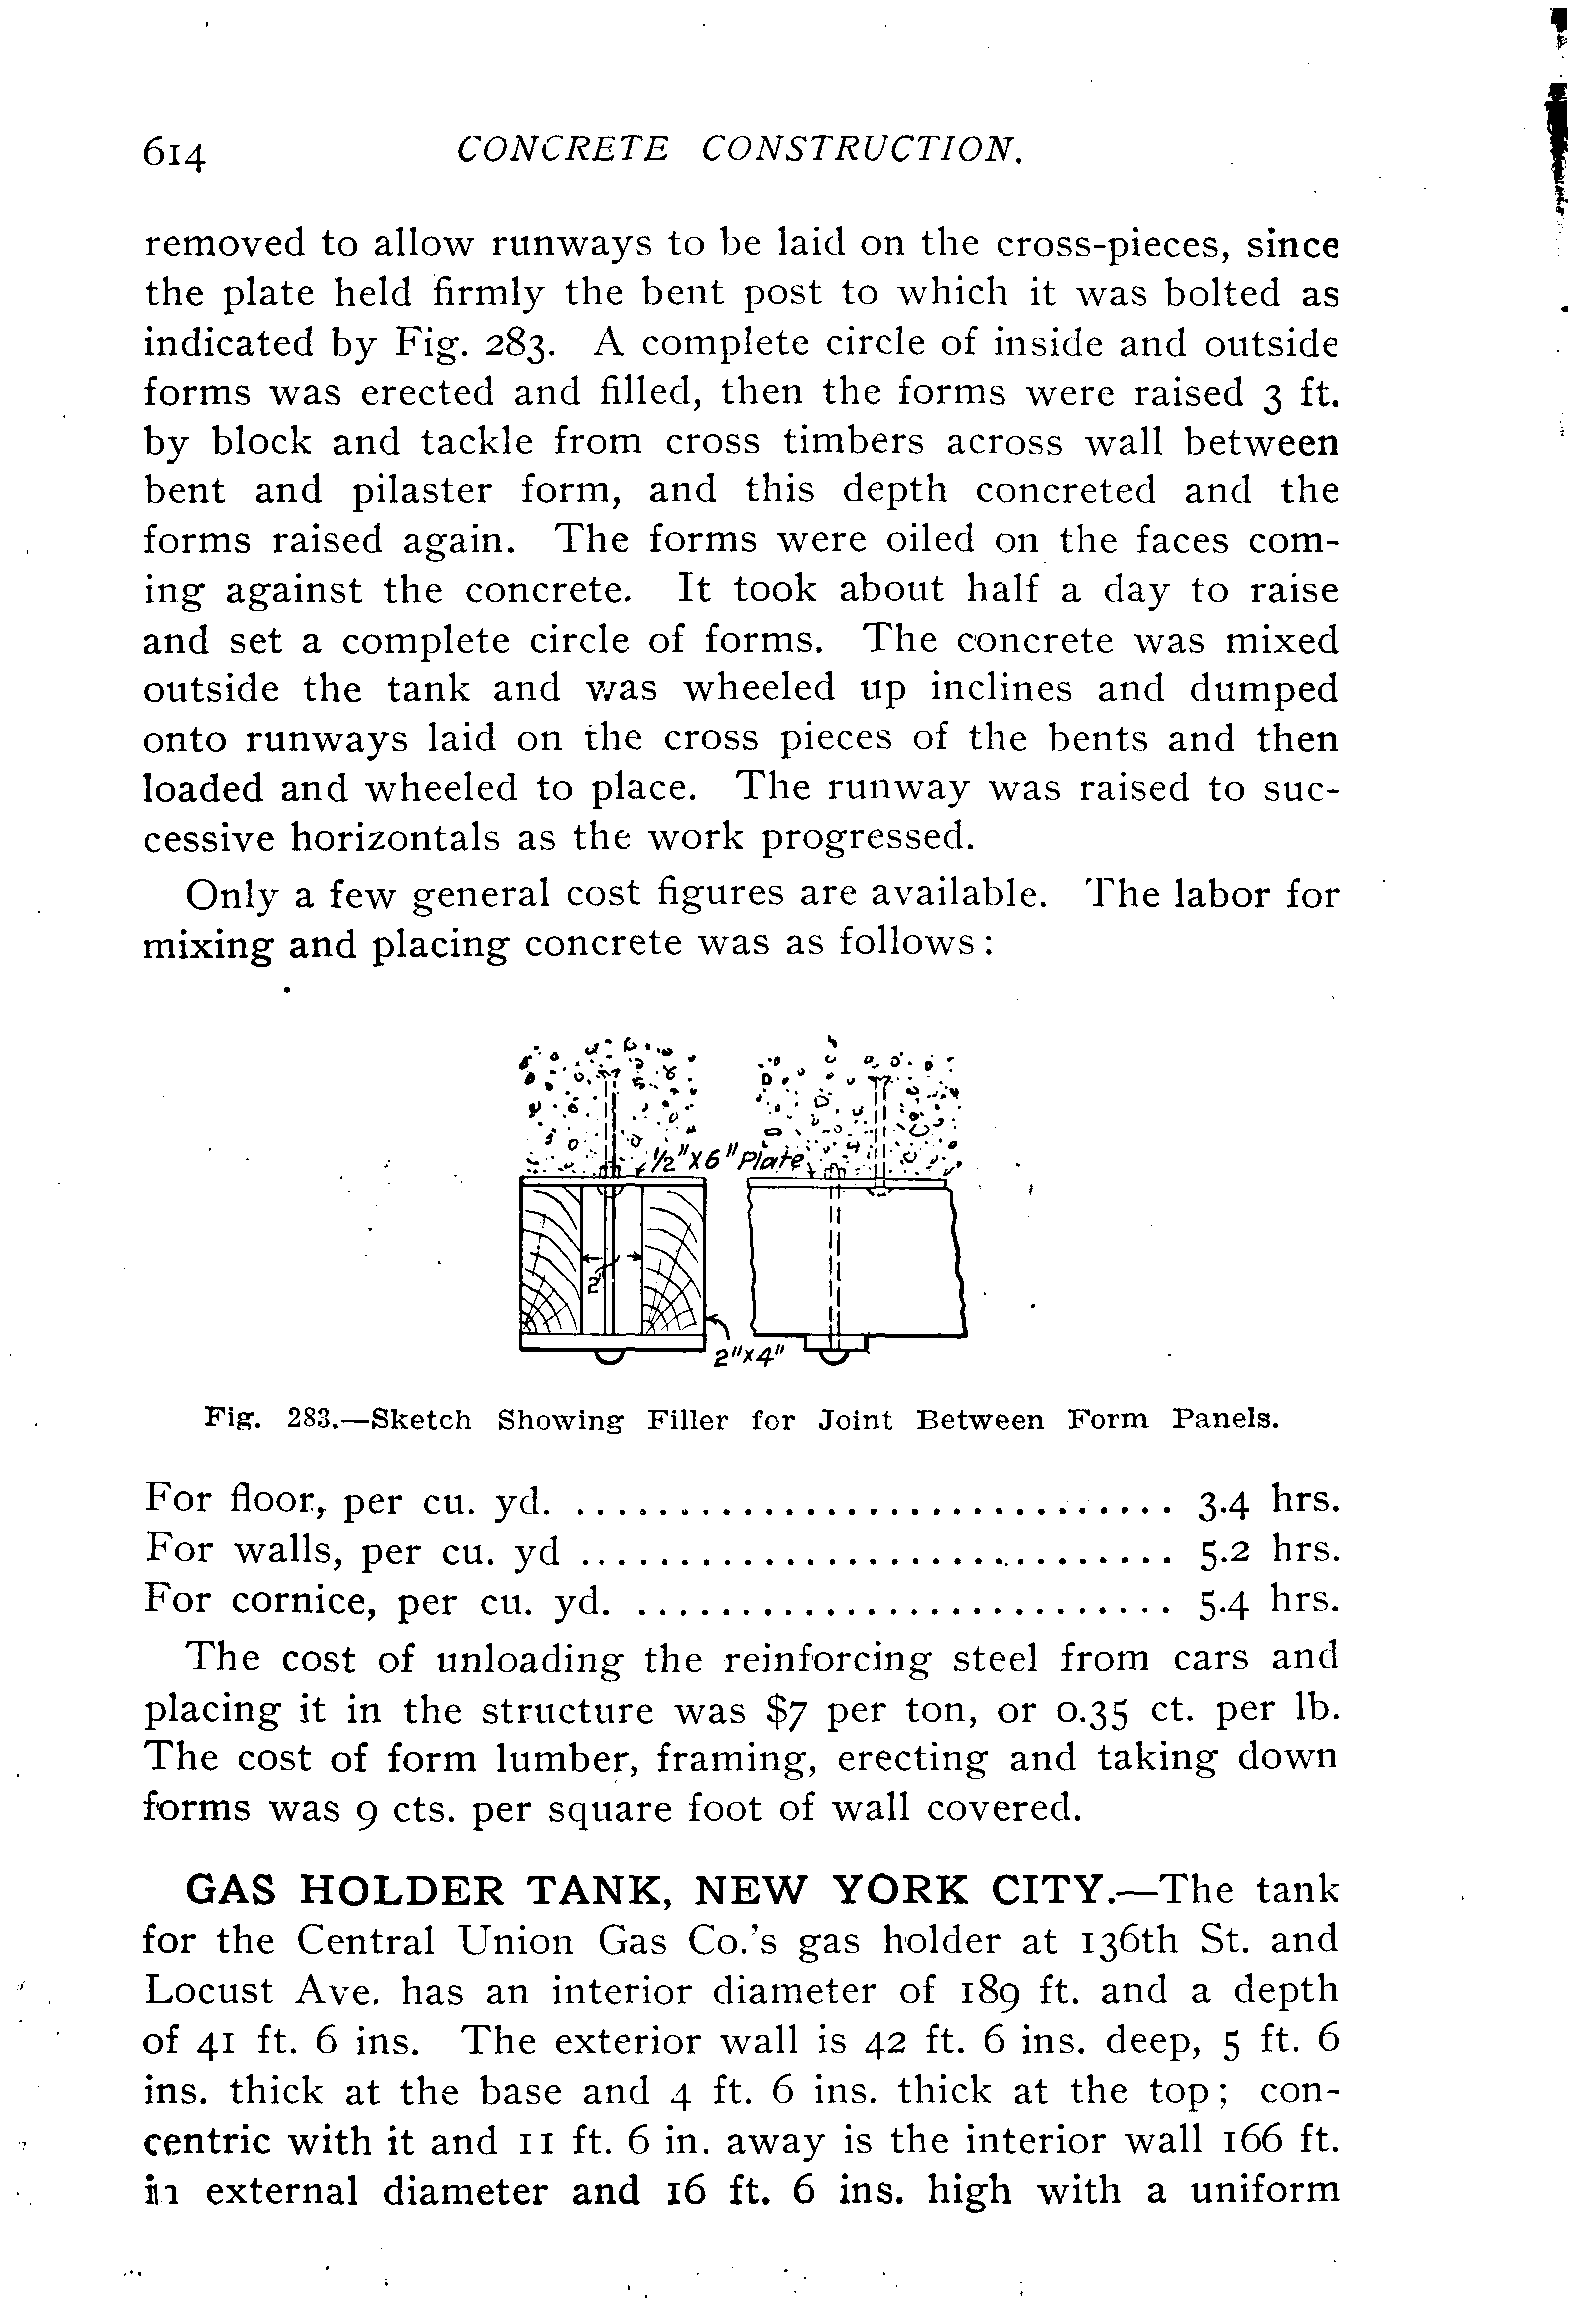 614 CONCRETE CONSTRUCTION.
removed to allow runways to be laid on the cross-pieces, since
the plate held firmly the bent post to which it was bolted as
indicated by Fig. 283. A complete circle of inside and outside
forms was erected and filled, then the forms were raised 3 ft.
by block and tackle from cross timbers across wall between
bent and pilaster form, and this depth concreted and the
forms raised again. The forms were oiled on the faces com-
ing against the concrete. It took about half a day to raise
and set a complete circle of forms. The concrete was mixed
outside the tank and was wheeled up inclines and dumped
onto runways laid on the cross pieces of the bents and then
loaded and wheeled to place. The runway was raised to suc-
cessive horizontals as the work progressed.
Only a few general cost figures are available. The labor for
mixing and placing concrete was as follows:
½"X6" Plate
2"
2"x4"
Fig. 283.—Sketch Showing Filler for Joint Between Form Panels.
For floor, per cu. yd. ............................. 3.4 hrs.
For walls, per cu. yd ............................. 5.2 hrs.
For cornice, per cu. yd. ........................... 5.4 hrs.
The cost of unloading the reinforcing steel from cars and
placing it in the structure was $7 per ton, or 0.35 ct. per lb.
The cost of form lumber, framing, erecting and taking down
forms was 9 cts. per square foot of wall covered.
GAS HOLDER TANK, NEW YORK CITY.—The tank
for the Central Union Gas Co.'s gas holder at 136th St. and
Locust Ave. has an interior diameter of 189 ft. and a depth
of 41 ft. 6 ins. The exterior wall is 42 ft. 6 ins. deep, 5 ft. 6
ins. thick at the base and 4 ft. 6 ins. thick at the top; con-
centric with it and 11 ft. 6 in. away is the interior wall 166 ft.
in external diameter and 16 ft. 6 ins. high with a uniform